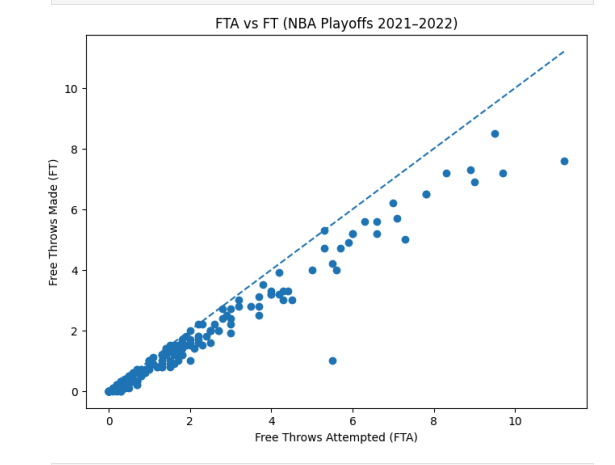 FTA vs FT (NBA Playoffs 2021–2022)
10
8
6
4
2
0
Free Throws Made (FT)
0 2 4 6 8 10
Free Throws Attempted (FTA)